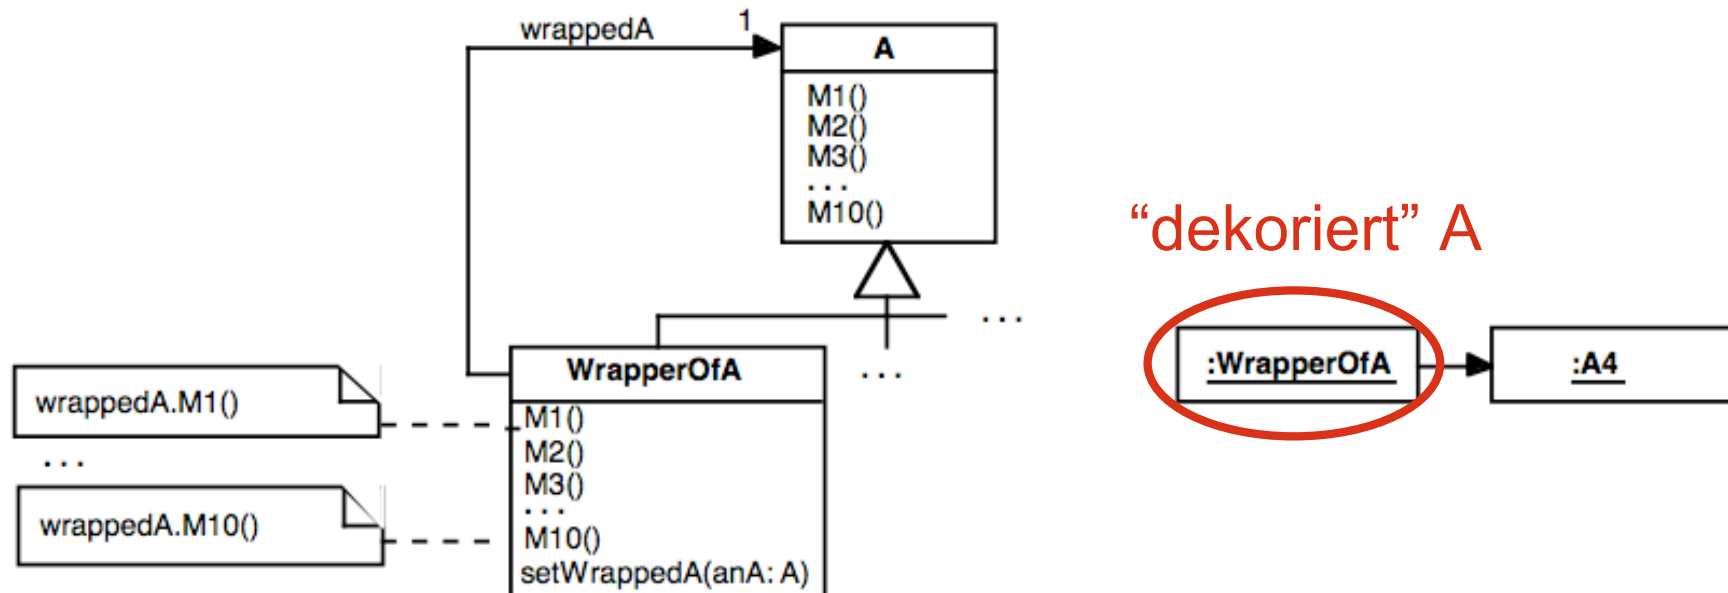 wrappedA
1
A
M1()
M2()
M3()
. . .
M10()
. . .
. . .
WrapperOfA
M1()
M2()
M3()
. . .
M10()
setWrappedA(anA: A)
wrappedA.M1()
. . .
wrappedA.M10()
“dekoriert” A
:WrapperOfA
:A4